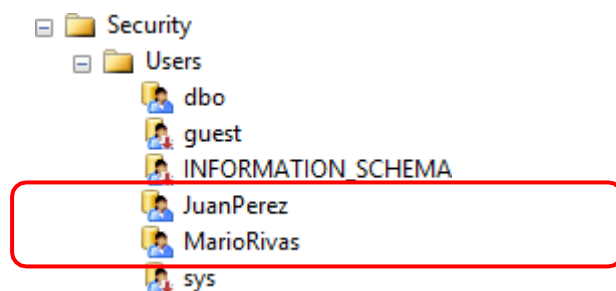 Security
Users
dbo
guest
INFORMATION_SCHEMA
JuanPerez
MarioRivas
sys